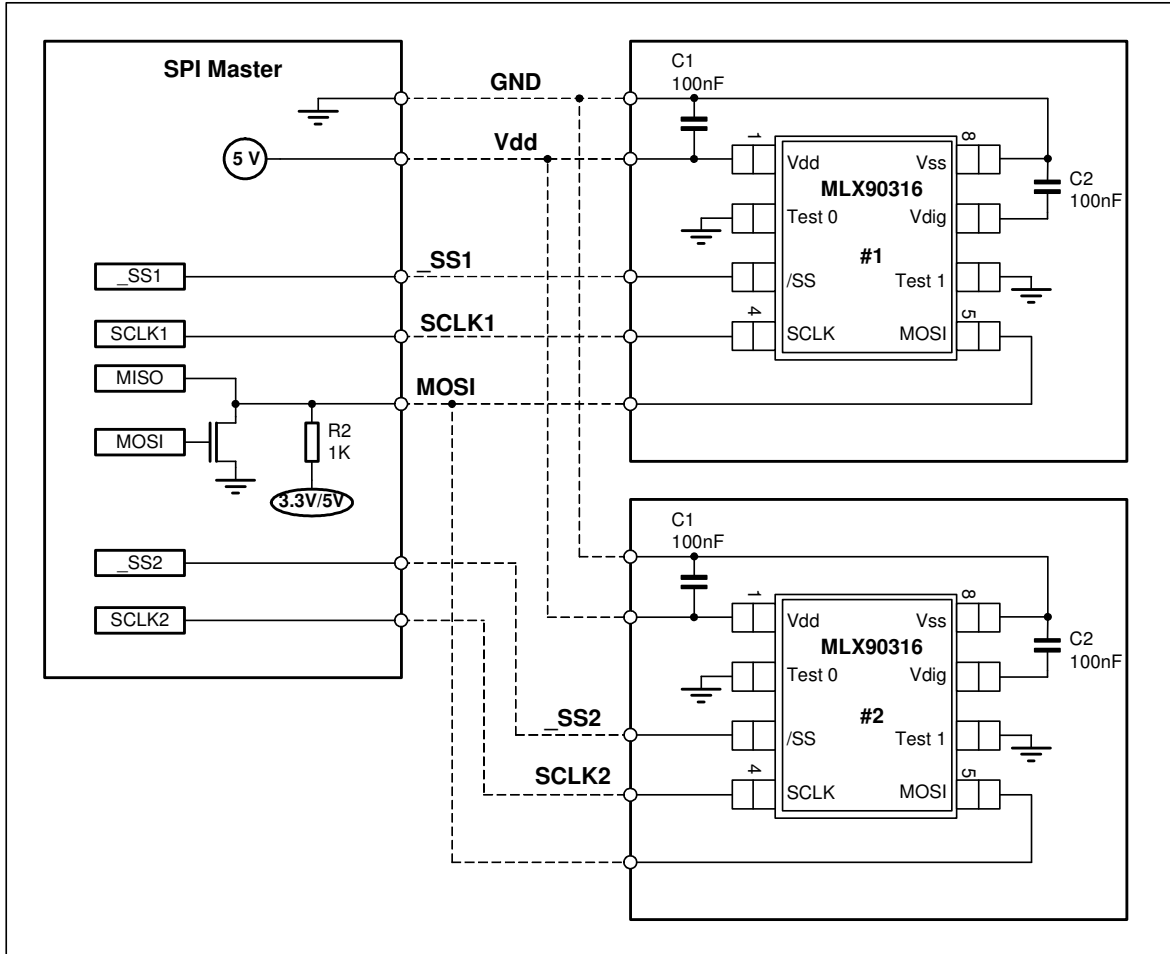 SPI Master
GND
Vdd
5 V
_SS1
_SS1
SCLK1
SCLK1
MISO
MOSI
MOSI
R2
1K
3.3V/5V
_SS2
SCLK2
_SS2
SCLK2
C1
100nF
1
8
Vdd
Vss
MLX90316
C2
100nF
Test 0
Vdig
#1
/SS
Test 1
4
5
SCLK
MOSI
C1
100nF
1
8
Vdd
Vss
MLX90316
C2
100nF
Test 0
Vdig
#2
/SS
Test 1
4
5
SCLK
MOSI